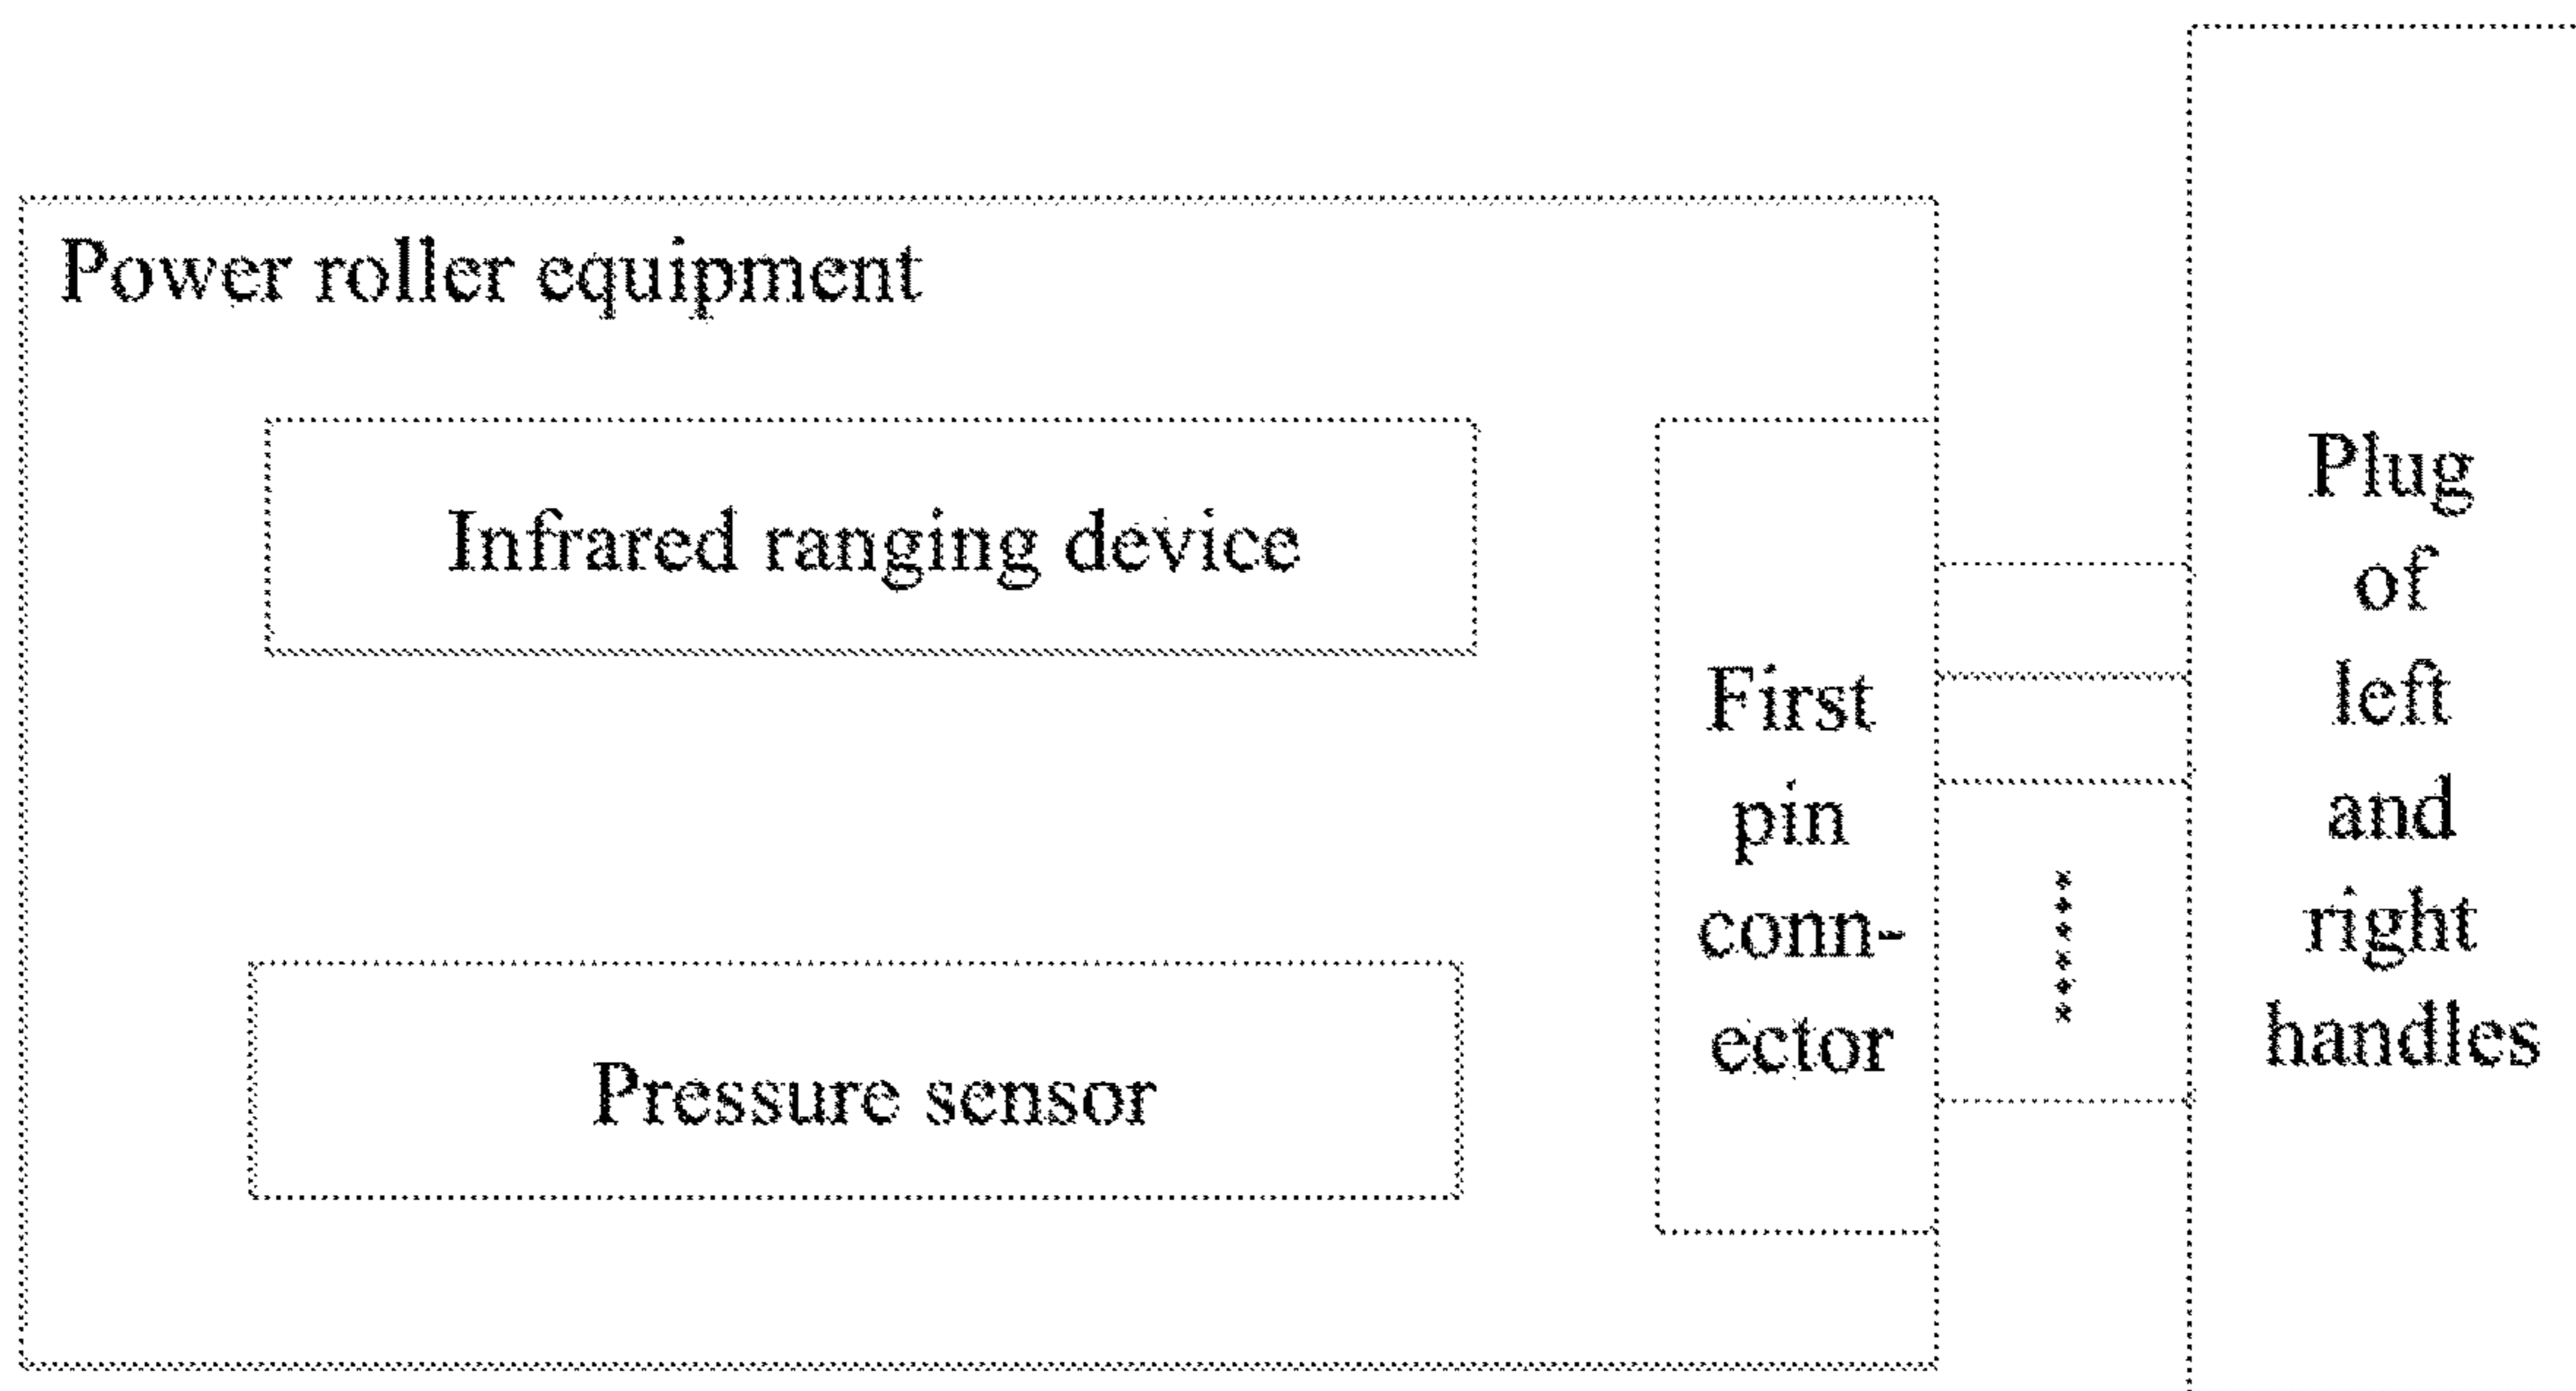 Power roller equipment
Infrared ranging device
Pressure sensor
First
pin
conn-
ector
Plug
of
left
and
right
handles